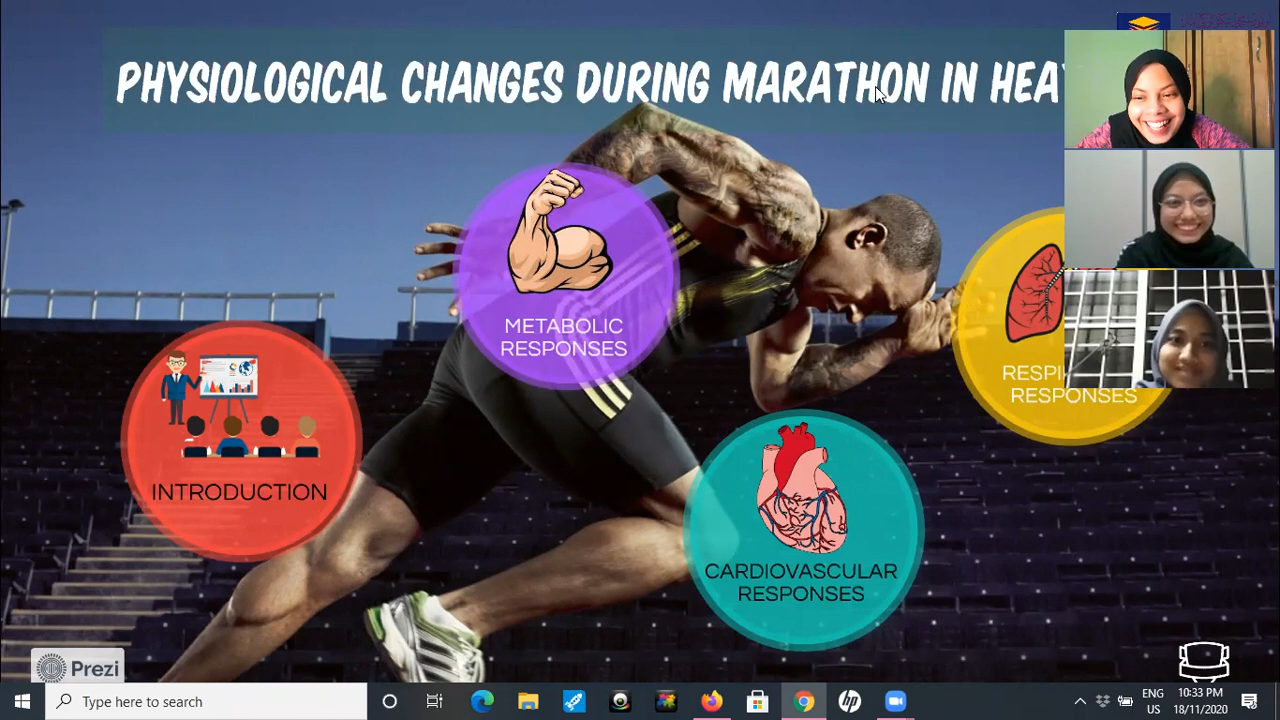 PHYSIOLOGICAL CHANGES DURING MARATHON IN
METABOLIC
RESPONSES
RESPONSES
INTRODUCTION
CARDIOVASCULAR
RESPONSES
Prezi
Type here to search
ENG
US
10:33 PM
18/11/2020